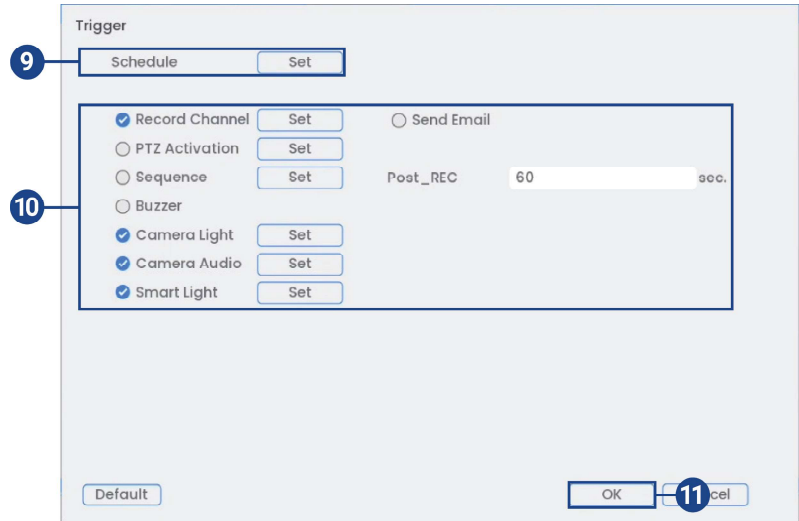 Trigger
9 Schedule Set
Record Channel Set Send Email
PTZ Activation Set
Sequence Set Post_REC 60 sec.
10 Buzzer
Camera Light Set
Camera Audio Set
Smart Light Set
Default OK 11 cel